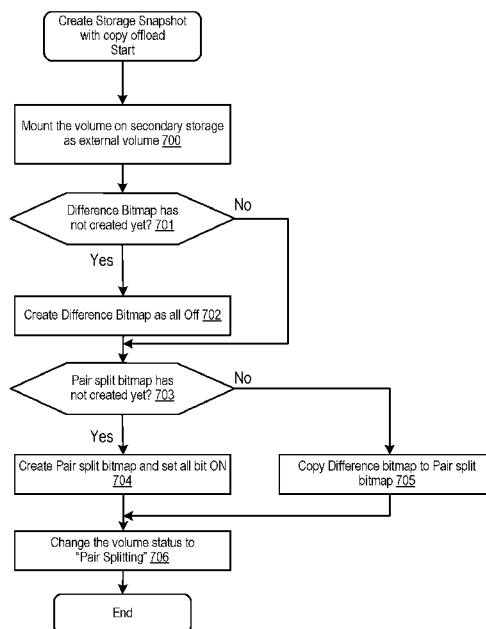 Create Storage Snapshot
with copy offload
Start
Mount the volume on secondary storage
as external volume 700
Difference Bitmap has
not created yet? 701
No
Yes
Create Difference Bitmap as all Off 702
Pair split bitmap has
not created yet? 703
No
Yes
Create Pair split bitmap and set all bit ON
704
Copy Difference bitmap to Pair split
bitmap 705
Change the volume status to
“Pair Splitting” 706
End